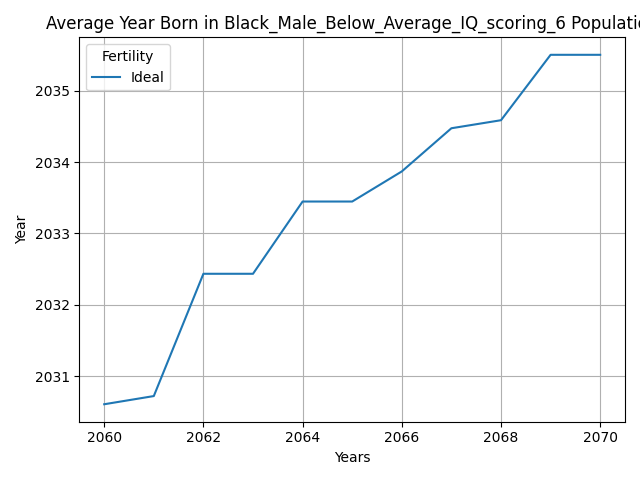 Average Year Born in Black_Male_Below_Average_IQ_scoring_6 Populatio
Fertility
Ideal
Year
2035
2034
2033
2032
2031
2060 2062 2064 2066 2068 2070
Years